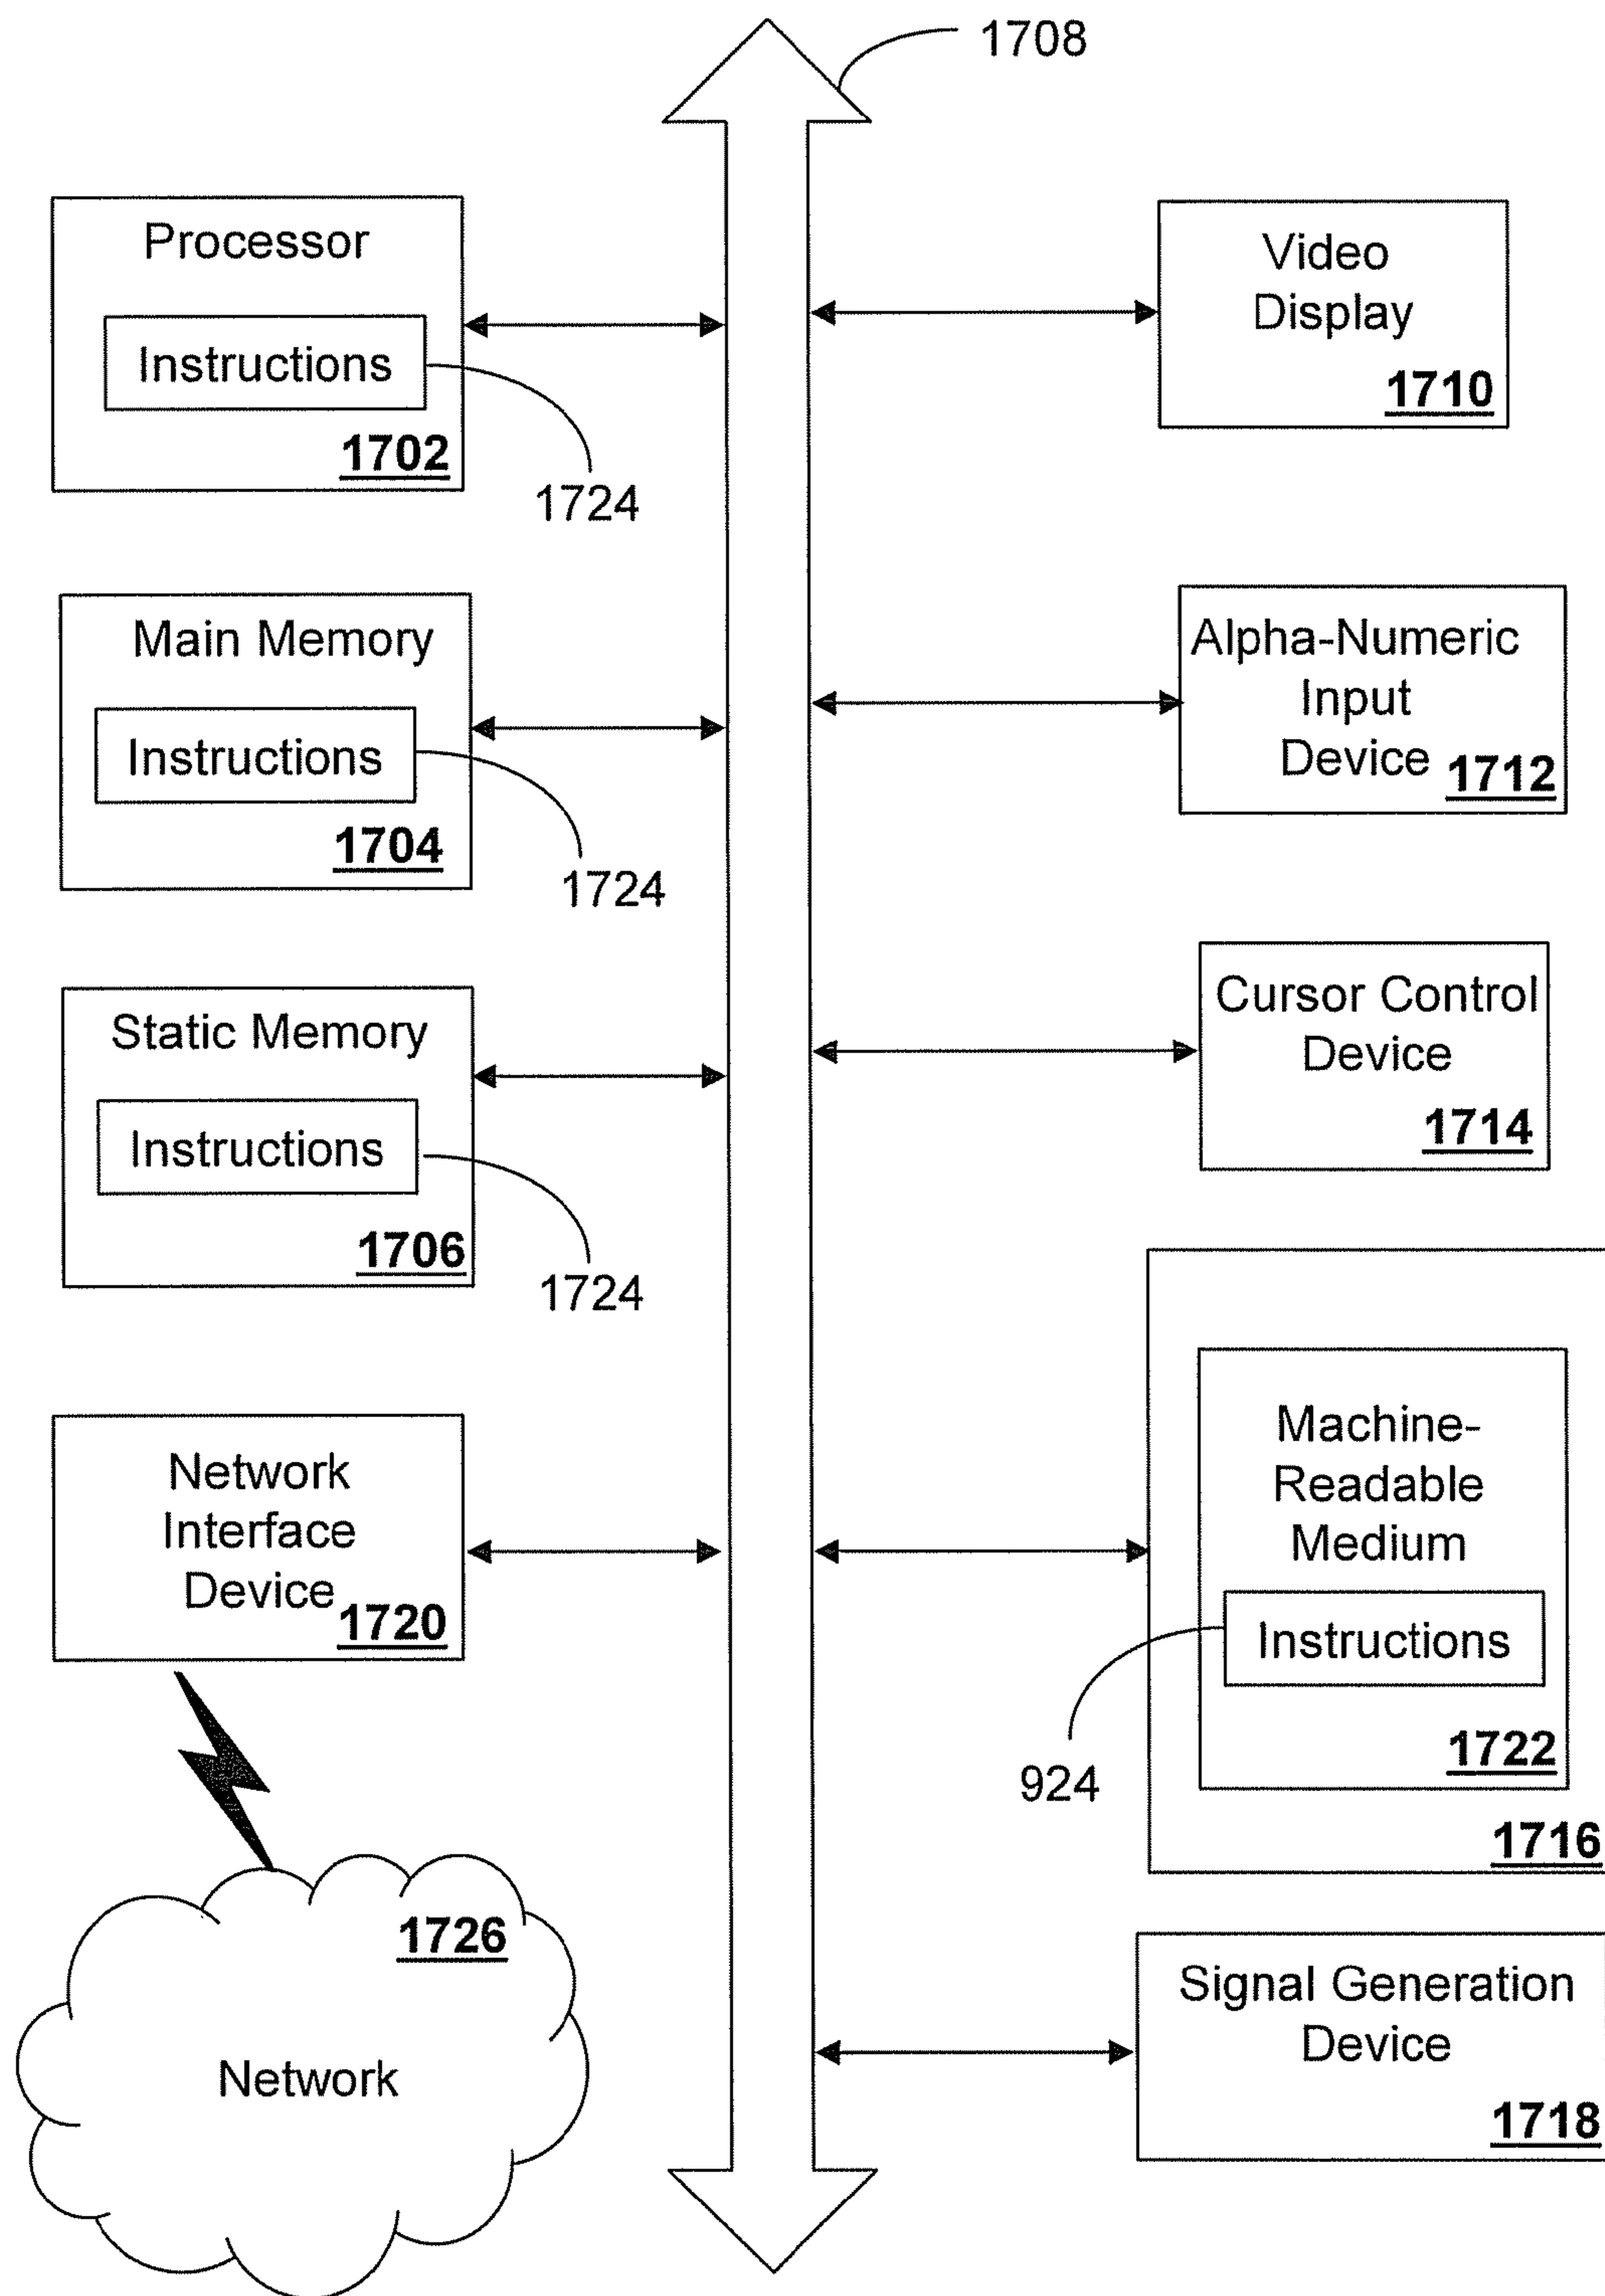 1708
Processor
Instructions
1702
1724
Main Memory
Instructions
1704
1724
Static Memory
Instructions
1706
1724
Network
Interface
Device
1720
1726
Network
Video
Display
1710
Alpha-Numeric
Input
Device
1712
Cursor Control
Device
1714
Machine-
Readable
Medium
Instructions
1722
924
1716
Signal Generation
Device
1718